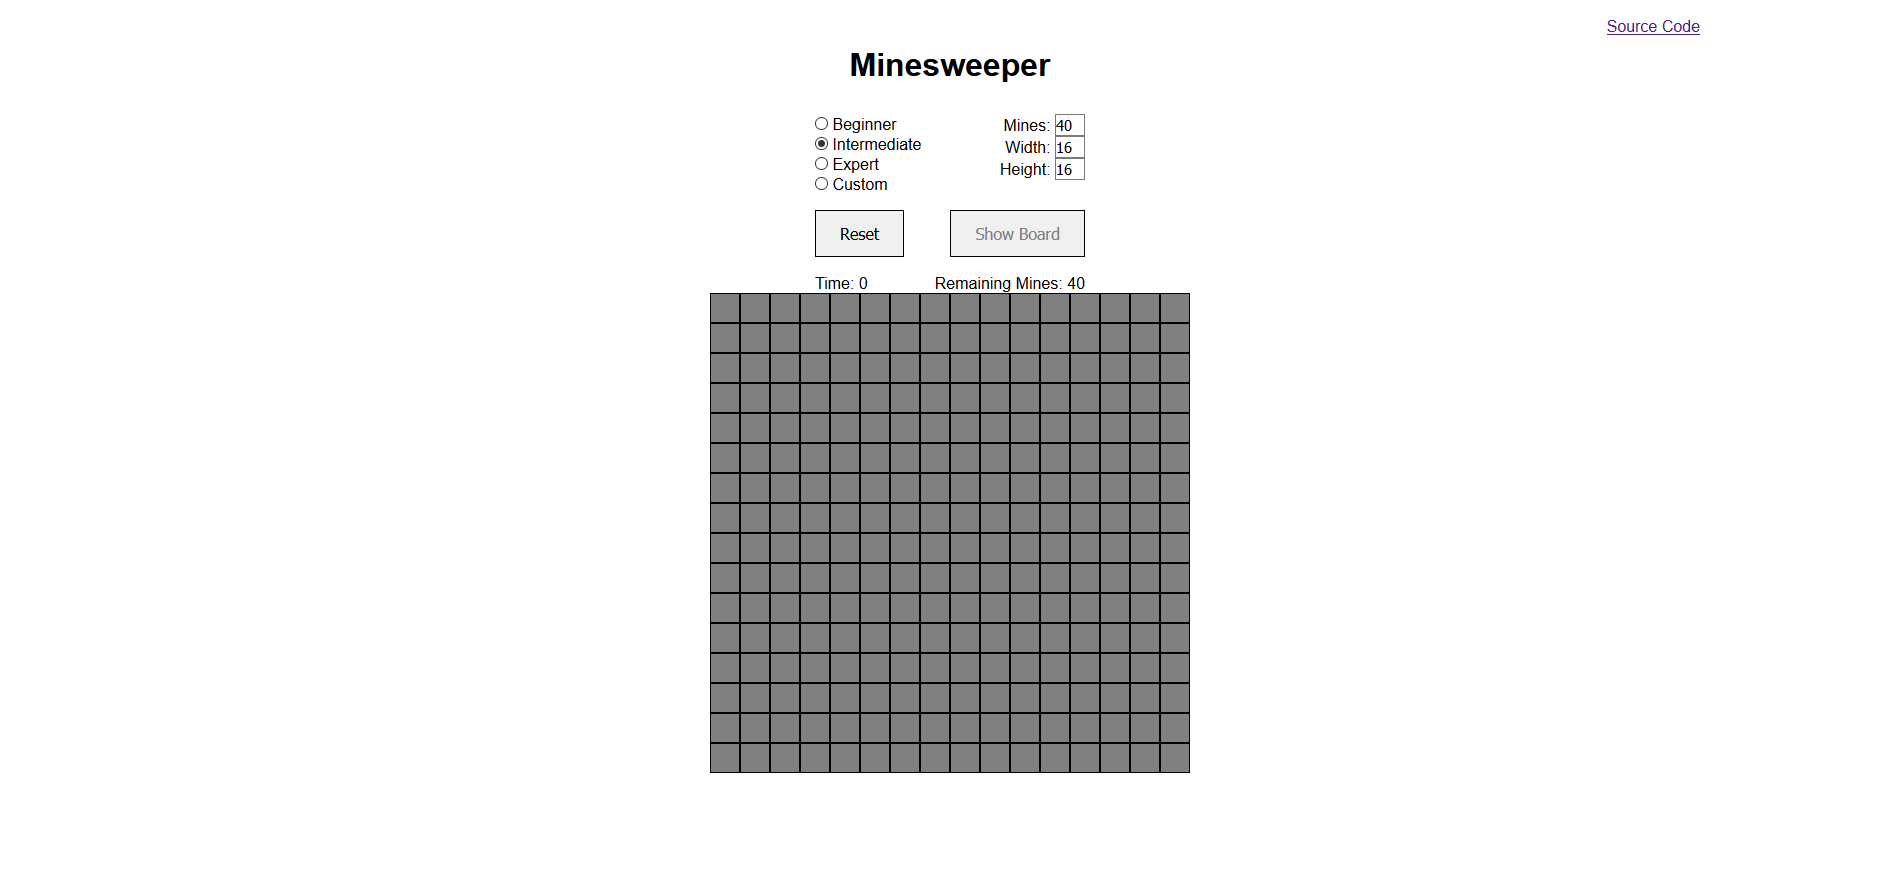 Source Code
Minesweeper
Beginner
Intermediate
Expert
Custom
Mines: 40
Width: 16
Height: 16
Reset
Show Board
Time: 0
Remaining Mines: 40